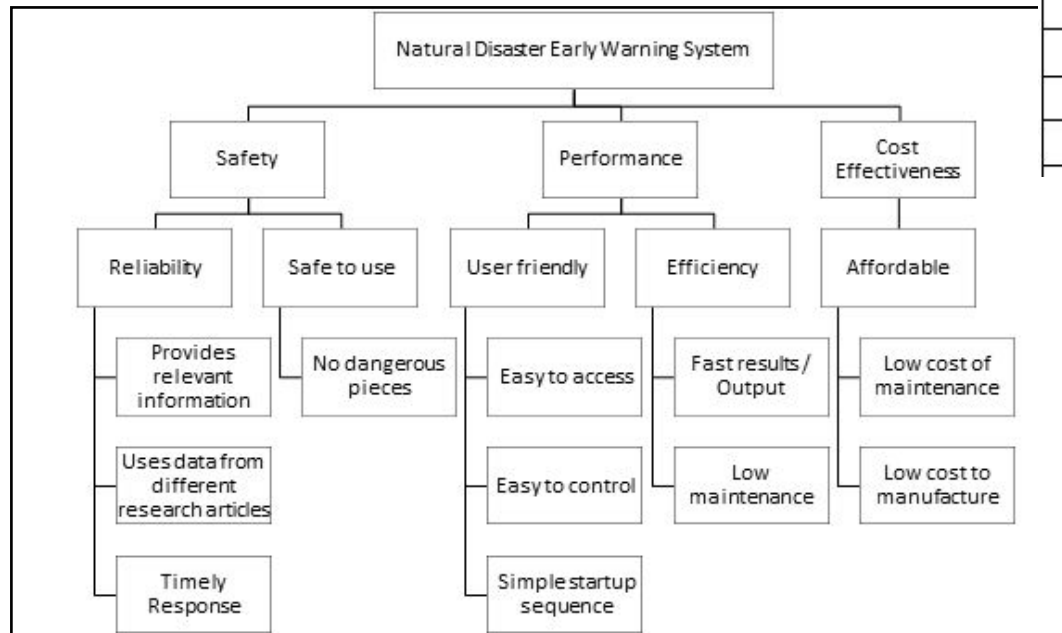 Natural Disaster Early Warning System
Safety
Performance
Cost
Effectiveness
Reliability
Safe to use
User friendly
Efficiency
Affordable
Provides
relevant
information
No dangerous
pieces
Easy to access
Fast results /
Output
Low cost of
maintenance
Uses data from
different
research articles
Easy to control
Low
maintenance
Low cost to
manufacture
Timely
Response
Simple startup
sequence